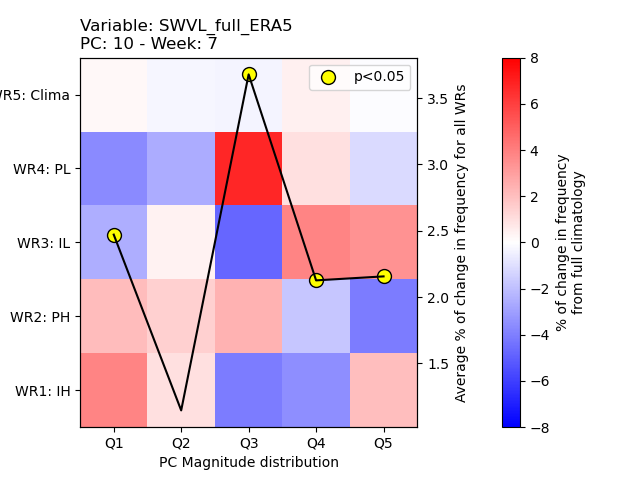 Variable: SWVL_full_ERA5
PC: 10 - Week: 7
p<0.05
WR5: Clima
WR4: PL
WR3: IL
WR2: PH
WR1: IH
Q1 Q2 Q3 Q4 Q5
PC Magnitude distribution
3.5
3.0
2.5
2.0
1.5
Average % of change in frequency for all WRs
8
6
4
2
0
−2
−4
−6
−8
% of change in frequency
from full climatology